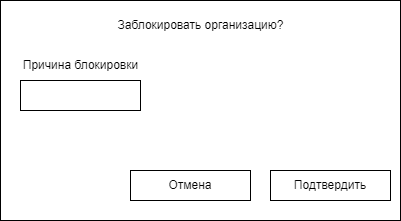 Заблокировать организацию?
Причина блокировки
Отмена
Подтвердить